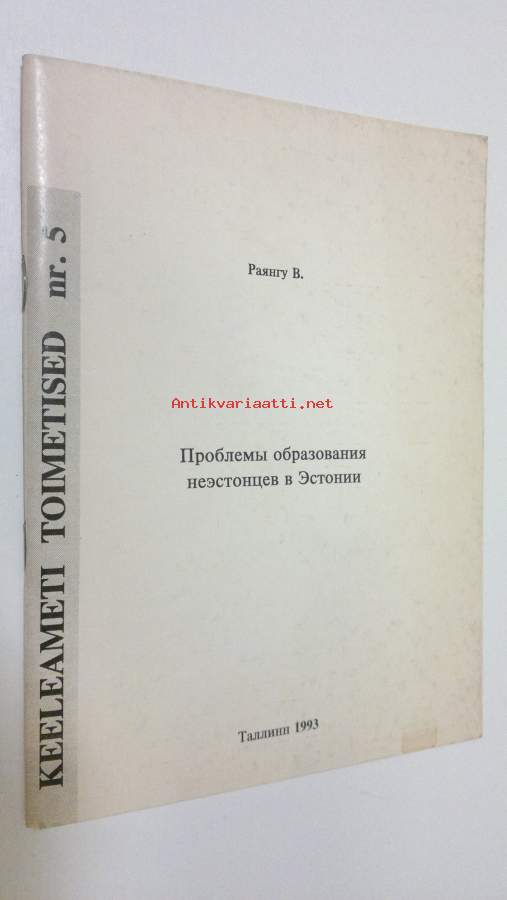 KEELEAMETI TOIMETISED nr. 5
Раянгу В.
Antikvariaatti.net
Проблемы образования
неэстонцев в Эстонии
Таллинн 1993